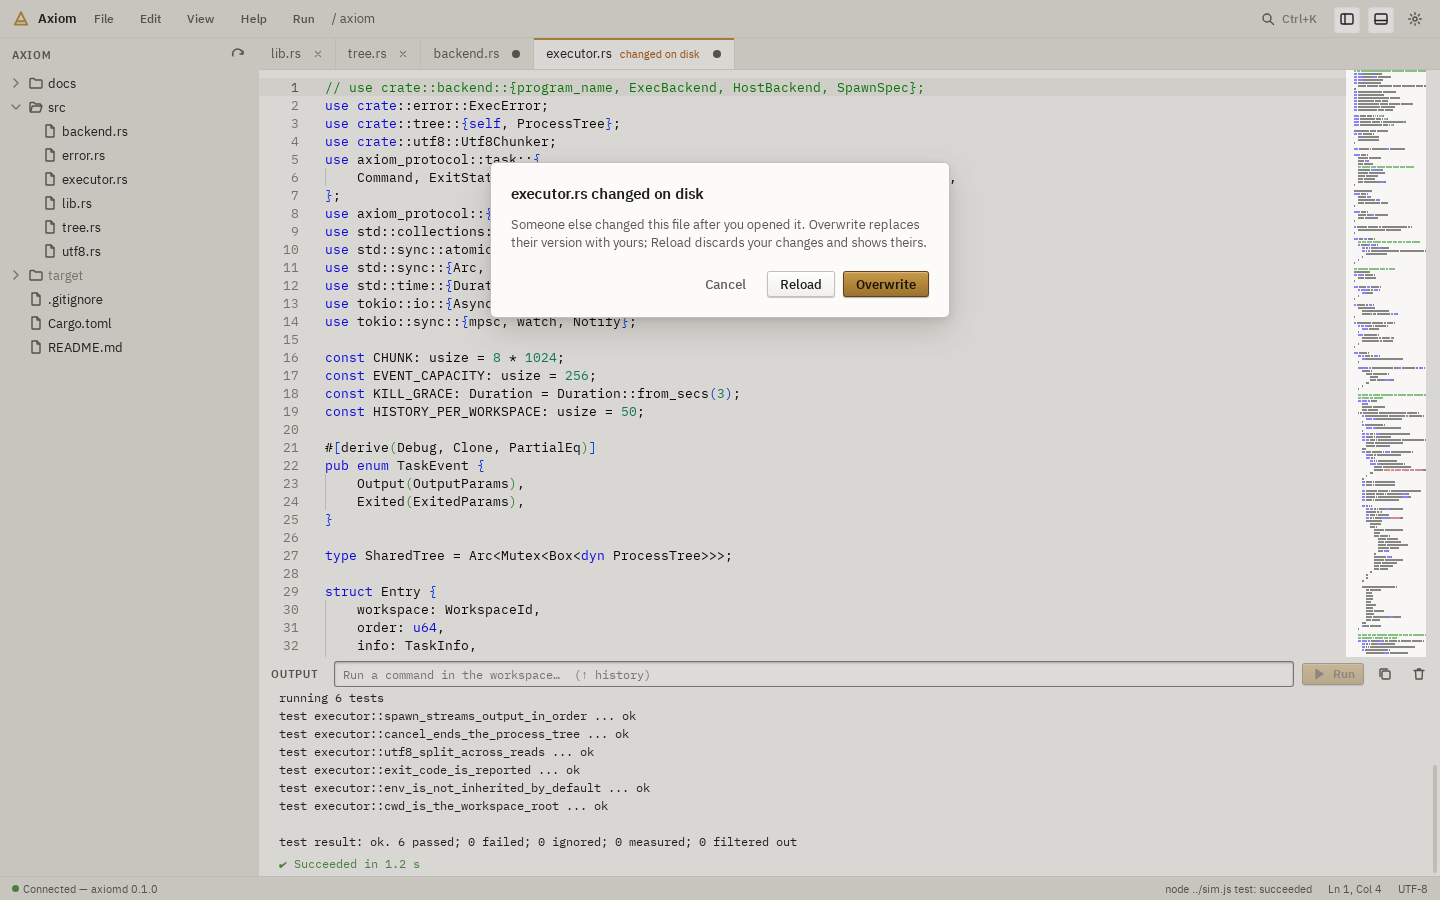 Axiom File Edit View Help Run / axiom Ctrl+K
AXIOM
docs
src
backend.rs
error.rs
executor.rs
lib.rs
tree.rs
utf8.rs
target
.gitignore
Cargo.toml
README.md
lib.rs tree.rs backend.rs executor.rs changed on disk
1 // use crate::backend::{program_name, ExecBackend, HostBackend, SpawnSpec};
2 use crate::error::ExecError;
3 use crate::tree::{self, ProcessTree};
4 use crate::utf8::Utf8Chunker;
5 use axiom_protocol::task::{
6 Command, ExitStat ,
7 };
8 use axiom_protocol::{
9 use std::collections:
10 use std::sync::atomic
11 use std::sync::{Arc,
12 use std::time::{Durat
13 use tokio::io::{Async
14 use tokio::sync::{mpsc, watch, Notify};
15
16 const CHUNK: usize = 8 * 1024;
17 const EVENT_CAPACITY: usize = 256;
18 const KILL_GRACE: Duration = Duration::from_secs(3);
19 const HISTORY_PER_WORKSPACE: usize = 50;
20
21 #[derive(Debug, Clone, PartialEq)]
22 pub enum TaskEvent {
23 Output(OutputParams),
24 Exited(ExitedParams),
25 }
26
27 type SharedTree = Arc<Mutex<Box<dyn ProcessTree>>>;
28
29 struct Entry {
30 workspace: WorkspaceId,
31 order: u64,
32 info: TaskInfo,
executor.rs changed on disk
Someone else changed this file after you opened it. Overwrite replaces
their version with yours; Reload discards your changes and shows theirs.
Cancel Reload Overwrite
OUTPUT Run a command in the workspace… (↑ history) Run
running 6 tests
test executor::spawn_streams_output_in_order ... ok
test executor::cancel_ends_the_process_tree ... ok
test executor::utf8_split_across_reads ... ok
test executor::exit_code_is_reported ... ok
test executor::env_is_not_inherited_by_default ... ok
test executor::cwd_is_the_workspace_root ... ok
test result: ok. 6 passed; 0 failed; 0 ignored; 0 measured; 0 filtered out
✔ Succeeded in 1.2 s
Connected — axiomd 0.1.0 node ../sim.js test: succeeded Ln 1, Col 4 UTF-8